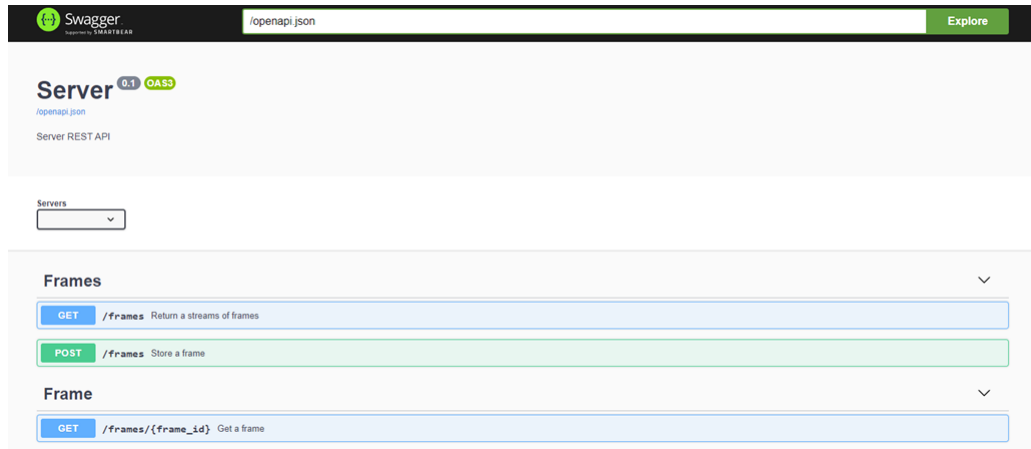 {··} Swagger.
Supported by SMARTBEAR
/openapi.json
Explore
Server 0.1 OAS3
/openapi.json
Server REST API
Servers
Frames
GET /frames Return a streams of frames
POST /frames Store a frame
Frame
GET /frames/{frame_id} Get a frame